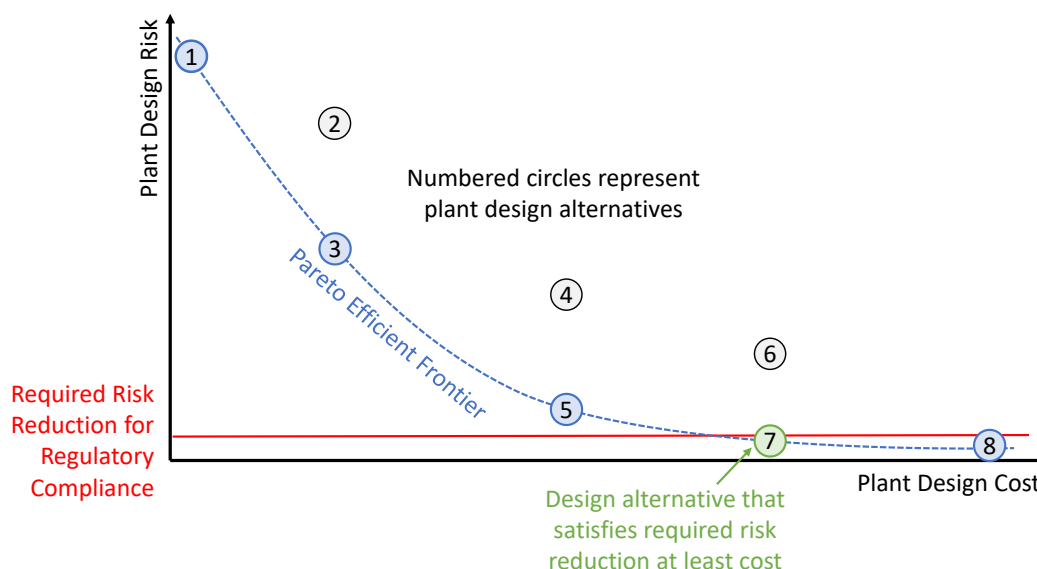 Plant Design Risk
1
2
Numbered circles represent
plant design alternatives
3
Pareto Efficient Frontier
4
6
Required Risk
Reduction for
Regulatory
Compliance
5
7
8
Plant Design Cost
Design alternative that
satisfies required risk
reduction at least cost